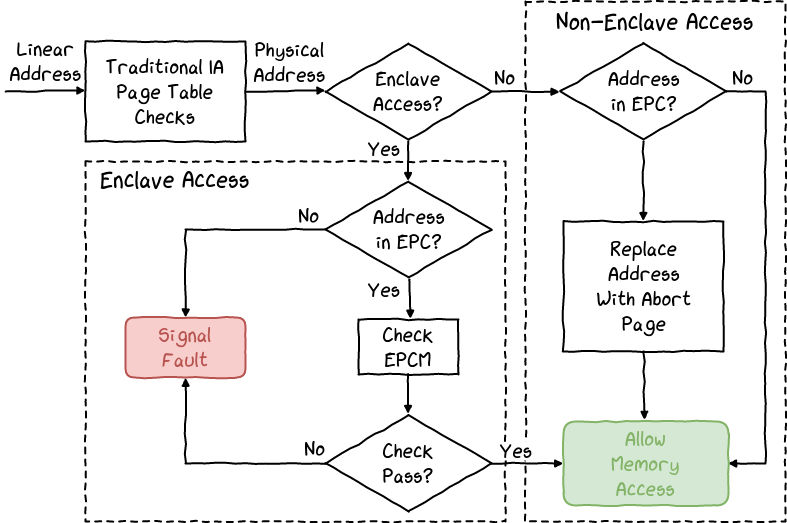 Non-Enclave Access
Linear
Address
Traditional IA
Page Table
Checks
Physical
Address
Enclave
Access?
No
Address
in EPC?
No
Yes
Enclave Access
Address
in EPC?
No
Yes
Replace
Address
With Abort
Page
Signal
Fault
Check
EPCM
No
Check
Pass?
Yes
Allow
Memory
Access